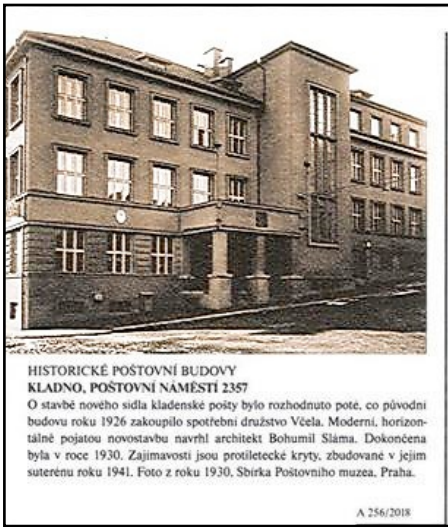 HISTORICKÉ POŠTOVNÍ BUDOVY
KLADNO, POŠTOVNÍ NÁMĚSTÍ 2357
O stavbě nového sídla kladenské pošty bylo rozhodnuto poté, co původní
budovu roku 1926 zakoupilo spotřební družstvo Včela. Moderní, horizon-
tálně pojatou novostavbu navrhl architekt Bohumil Sláma. Dokončena
byla v roce 1930. Zajímavostí jsou protiletecké kryty, zbudované v jejím
suterénu roku 1941. Foto z roku 1930, Sbírka Poštovního muzea, Praha.
A 256/2018